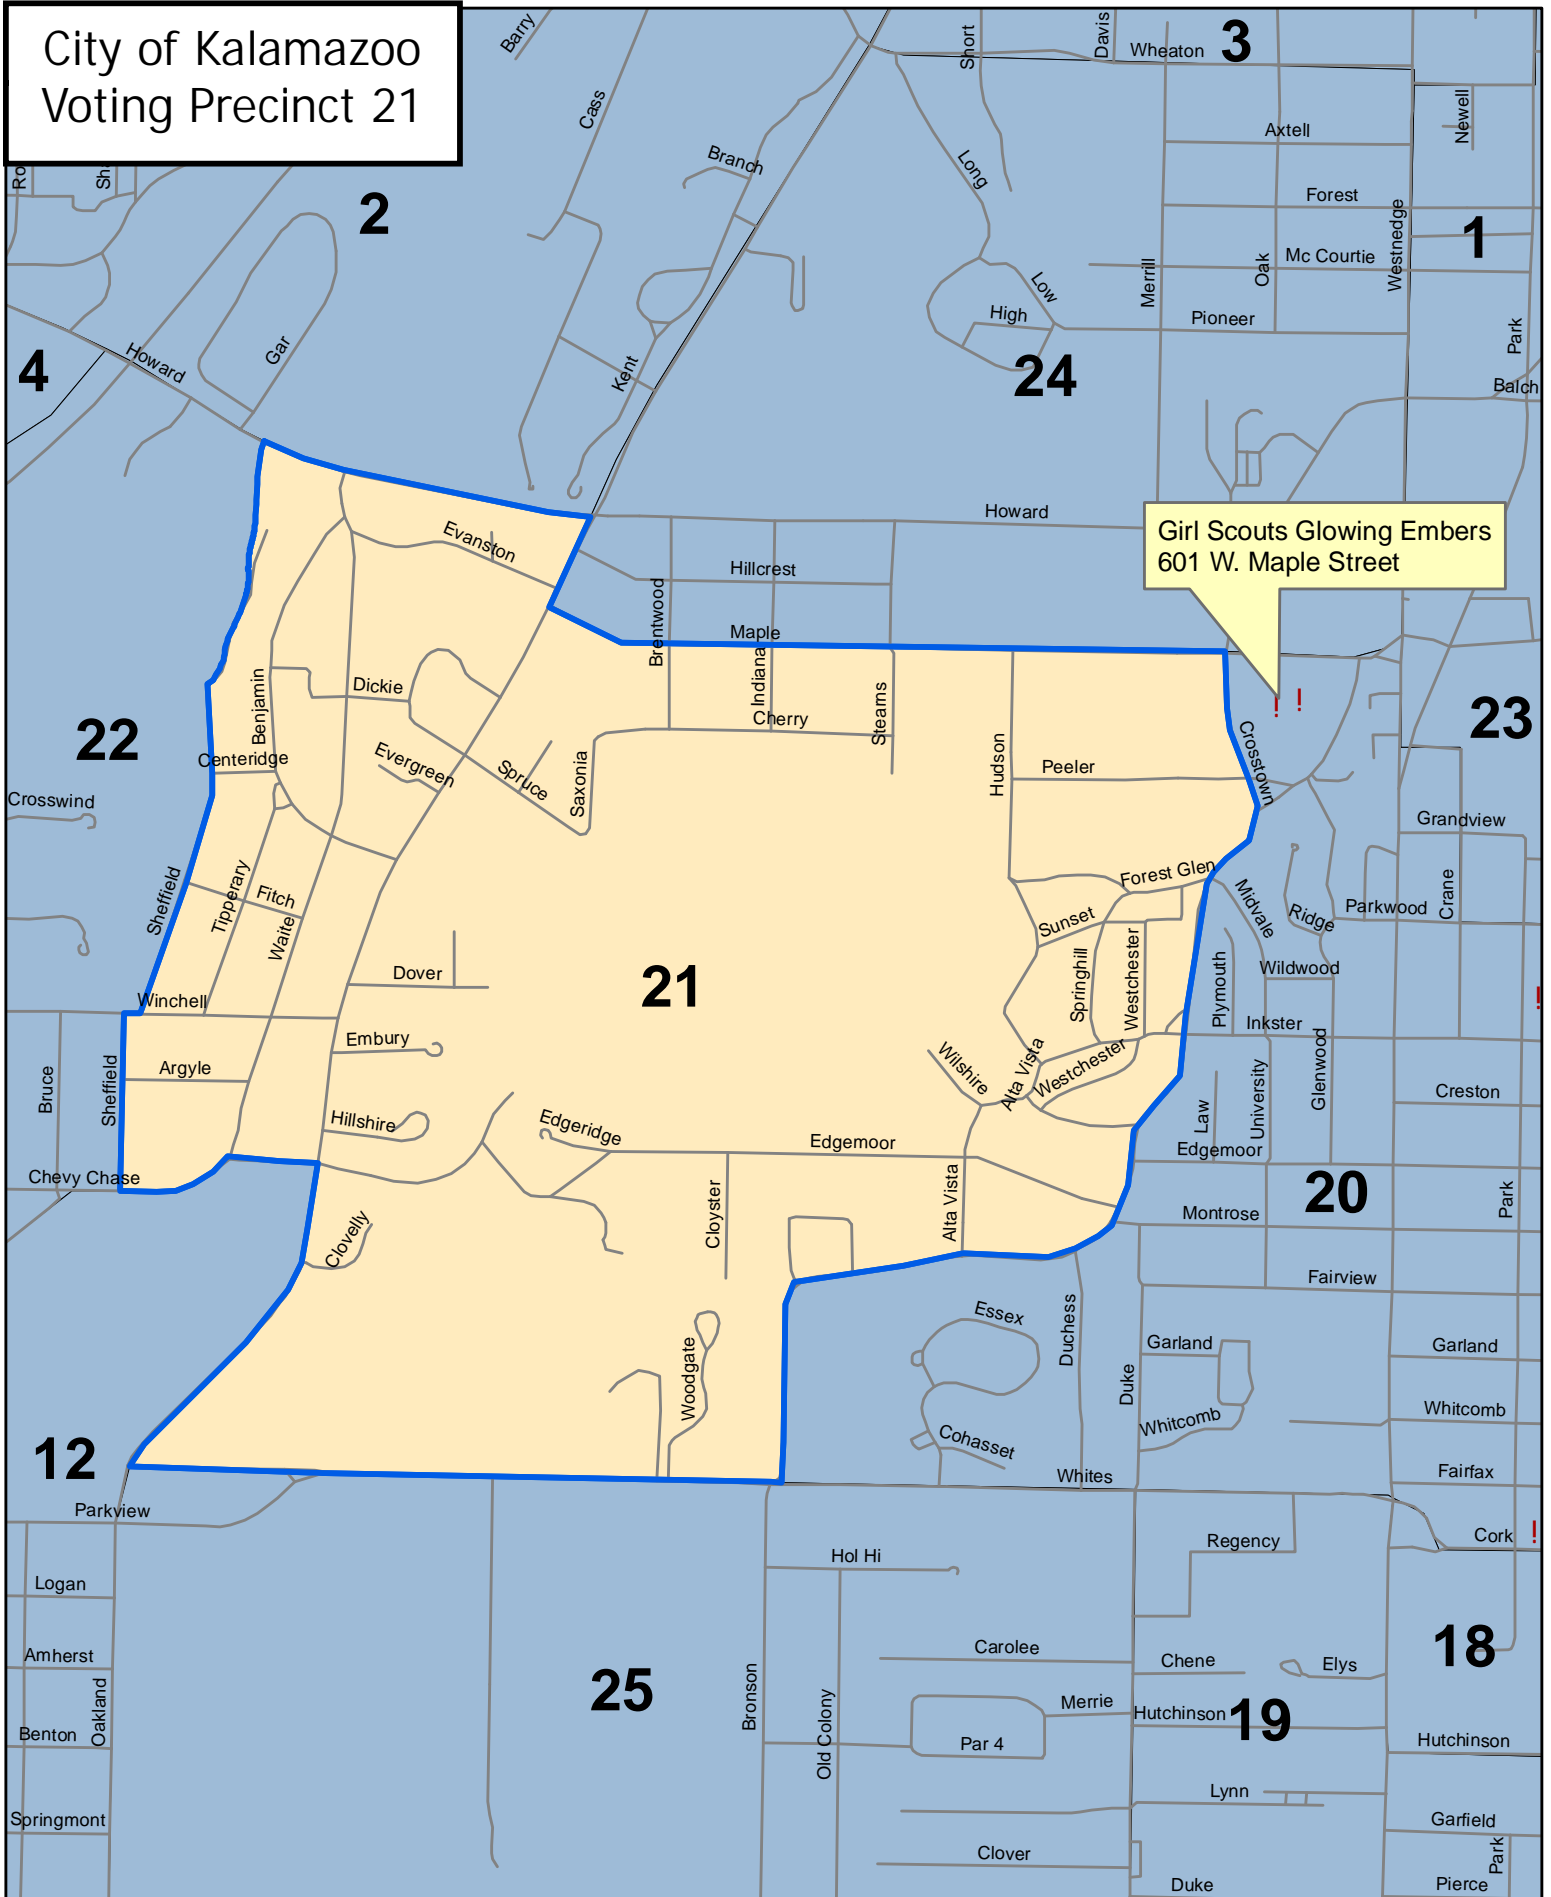 City of Kalamazoo
Voting Precinct 21
Barry
Cass
Short
Davis
Wheaton
3
Newell
Axtell
Branch
Long
Ro
Sh
2
Forest
Westnedge
1
Mc Courtie
Merrill
Oak
Low
High
Pioneer
Park
4
Howard
Gar
Kent
24
Balch
Howard
Girl Scouts Glowing Embers
601 W. Maple Street
Evanston
Hillcrest
Brentwood
Maple
Indiana
Stearns
Cherry
Dickie
Benjamin
22
Centeridge
Evergreen
Spruce
Saxonia
Hudson
Peeler
Crosstown
! !
23
Crosswind
Grandview
Sheffield
Tipperary
Fitch
Waite
Forest Glen
Midvale
Ridge
Parkwood
Crane
Sunset
Springhill
Westchester
Plymouth
Wildwood
Dover
21
Winchell
Inkster
!
Embury
Glenwood
Bruce
Sheffield
Argyle
Wilshire
Alta Vista
Westchester
Law
University
Creston
Hillshire
Edgeridge
Edgemoor
Edgemoor
Chevy Chase
Cloyster
Alta Vista
20
Park
Montrose
Clovelly
Fairview
Essex
Duchess
Garland
Garland
Duke
Woodgate
Whitcomb
Whitcomb
Cohasset
12
Whites
Fairfax
Parkview
Regency
Cork
!
Hol Hi
Logan
Amherst
Carolee
Chene
Elys
18
25
Oakland
Bronson
Old Colony
Merrie
Hutchinson
19
Benton
Par 4
Hutchinson
Lynn
Springmont
Garfield
Clover
Park
Duke
Pierce